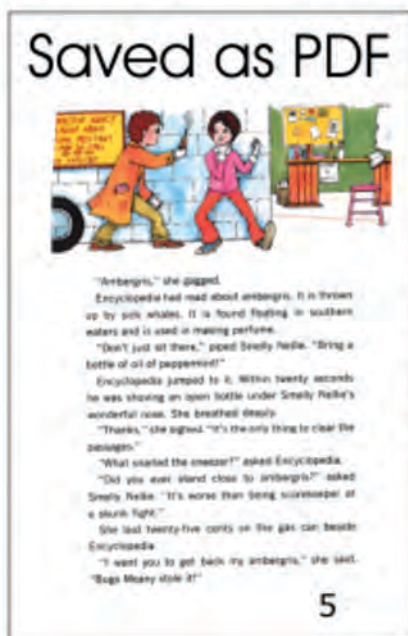 Saved as PDF
"Ambergris," she gagged.
Encyclopedia had read about ambergris. It is thrown
up by sick whales. It is found floating in southern
waters and is used in making perfume.
"Don't just sit there," piped Smelly Nellie. "Bring a
bottle of oil of peppermint!"
Encyclopedia jumped to it. Within twenty seconds
he was shoving an open bottle under Smelly Nellie's
wonderful nose. She breathed deeply.
"Thanks," she sighed. "It's the only thing to clear the
passages."
"What snarled the sneezer?" asked Encyclopedia.
"Did you ever stand close to ambergris?" asked
Smelly Nellie. "It's worse than being scorekeeper at
a skunk fight."
She laid twenty-five cents on the gas can beside
Encyclopedia.
"I want you to get back my ambergris," she said.
"Bugs Meany stole it!"
5